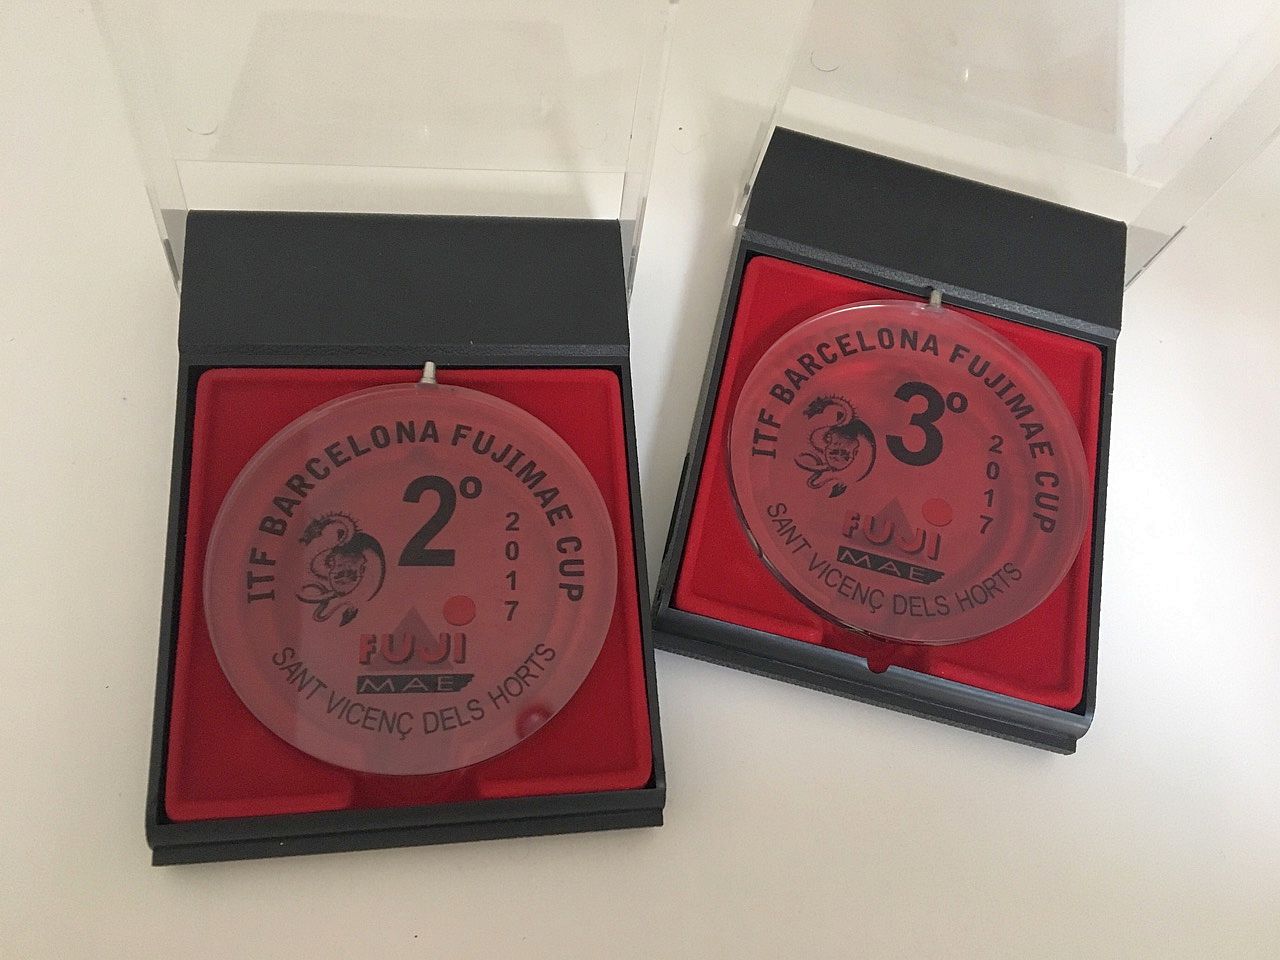 ITF BARCELONA FUJIMAE CUP
2º
2017
FUJI
MAE
SANT VICENÇ DELS HORTS
ITF BARCELONA FUJIMAE CUP
3º
2017
FUJI
MAE
SANT VICENÇ DELS HORTS